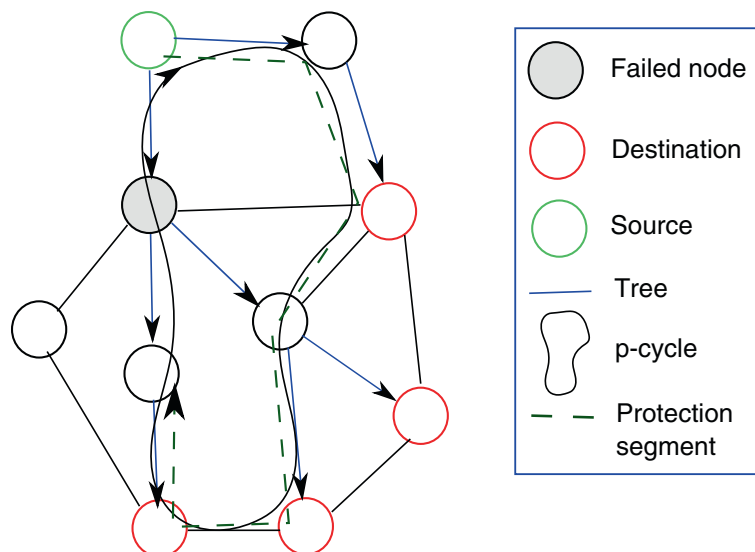 Failed node
Destination
Source
Tree
p-cycle
Protection
segment